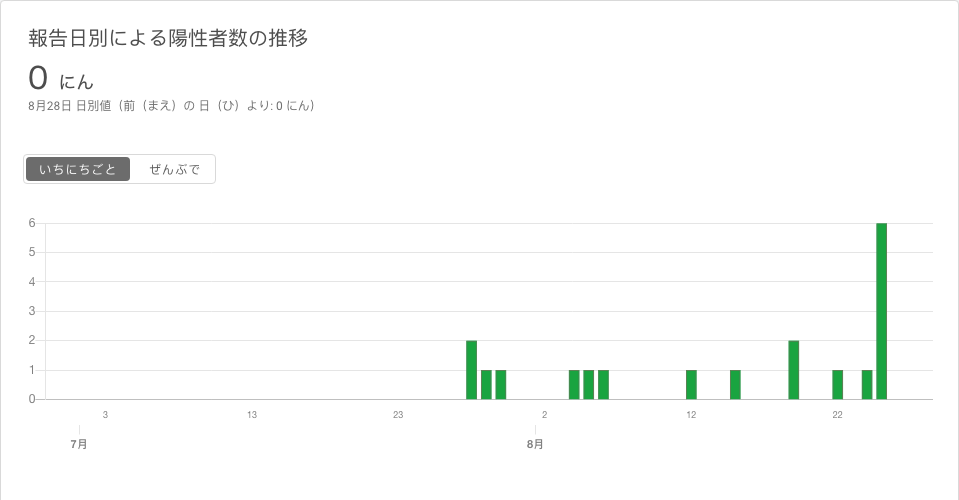 報告日別による陽性者数の推移
0 にん
8月28日 日別値（前（まえ）の 日（ひ）より: 0 にん）
いちにちごと ぜんぶで
6
5
4
3
2
1
0
3 13 23 2 12 22
7月 8月